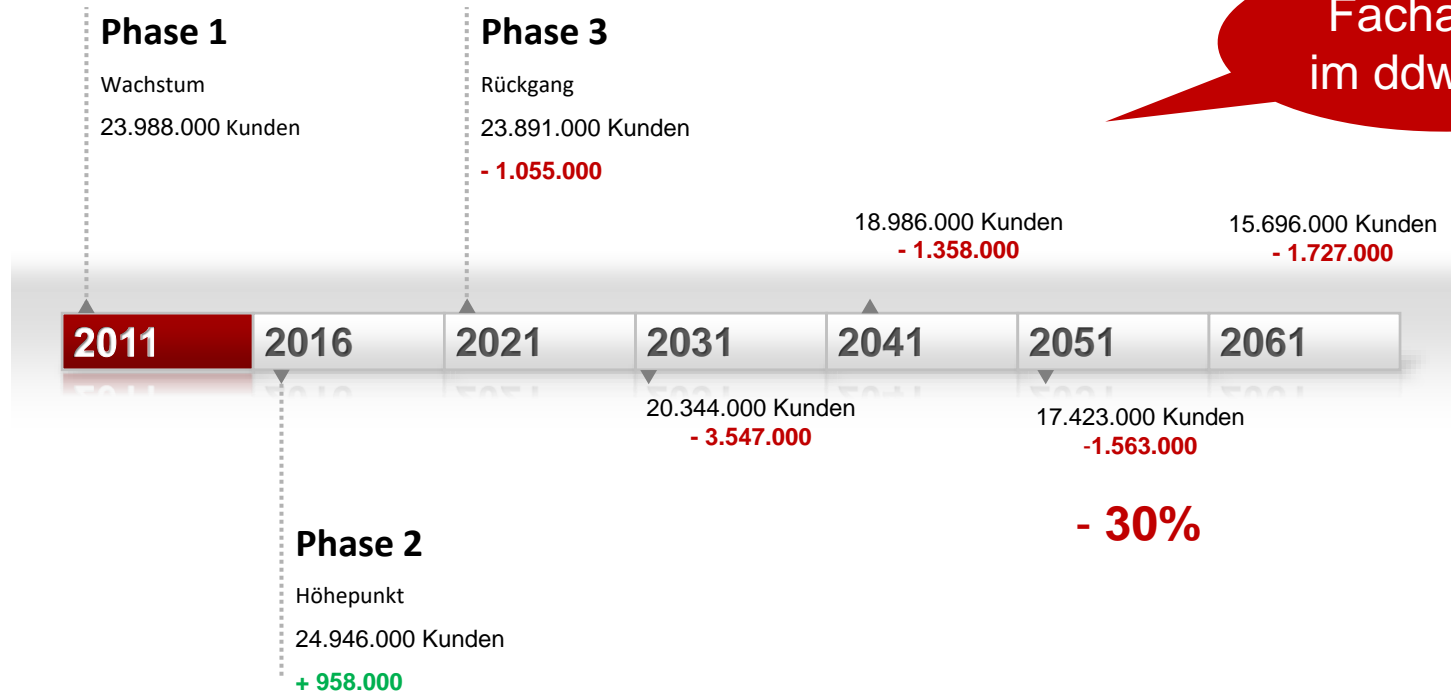 Phase 1
Wachstum
23.988.000 Kunden
Phase 3
Rückgang
23.891.000 Kunden
- 1.055.000
im
18.986.000 Kunden
- 1.358.000
15.696.000 Kunden
- 1.727.000
2011 2016 2021 2031 2041 2051 2061
20.344.000 Kunden
- 3.547.000
17.423.000 Kunden
-1.563.000
- 30%
Phase 2
Höhepunkt
24.946.000 Kunden
+ 958.000